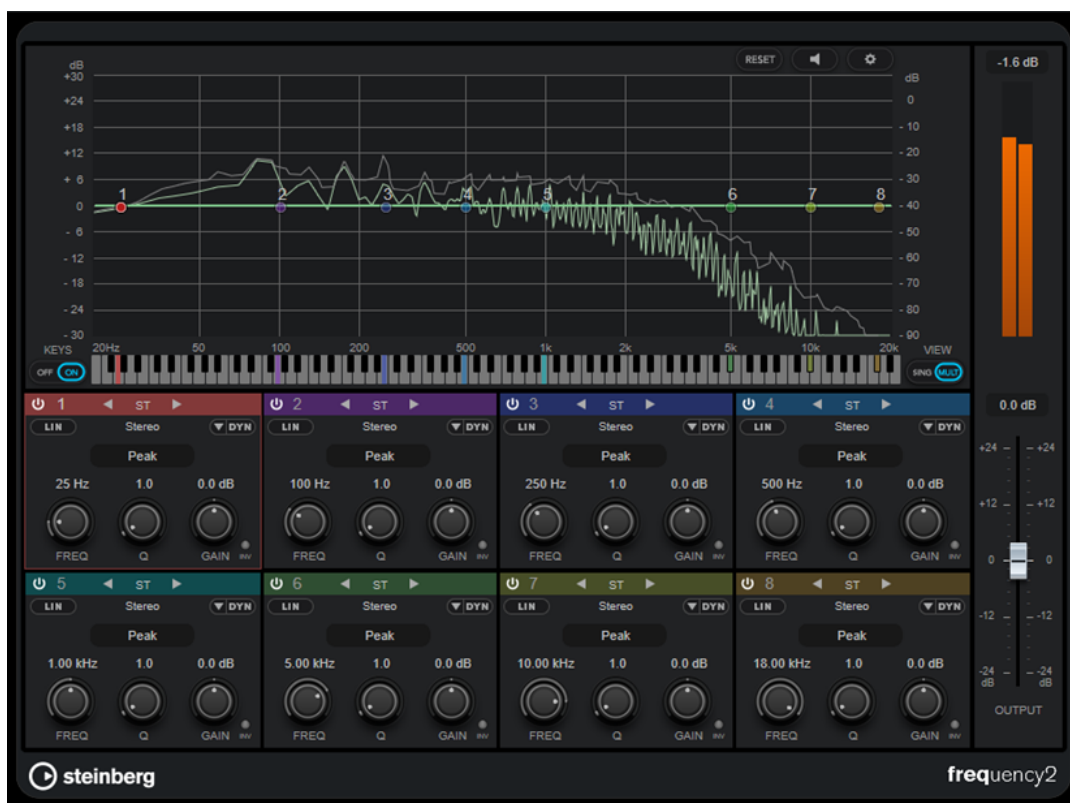 RESET
-1.6 dB
dB
+30
+24
+18
+12
+ 6
0
- 6
- 12
- 18
- 24
- 30
dB
0
- 10
- 20
- 30
- 40
- 50
- 60
- 70
- 80
- 90
1 2 3 4 5 6 7 8
20Hz 50 100 200 500 1k 2k 5k 10k 20k
KEYS
OFF ON
VIEW
SING MULT
1 ST
LIN Stereo DYN
Peak
25 Hz 1.0 0.0 dB
FREQ Q GAIN INV
2 ST
LIN Stereo DYN
Peak
100 Hz 1.0 0.0 dB
FREQ Q GAIN INV
3 ST
LIN Stereo DYN
Peak
250 Hz 1.0 0.0 dB
FREQ Q GAIN INV
4 ST
LIN Stereo DYN
Peak
500 Hz 1.0 0.0 dB
FREQ Q GAIN INV
5 ST
LIN Stereo DYN
Peak
1.00 kHz 1.0 0.0 dB
FREQ Q GAIN INV
6 ST
LIN Stereo DYN
Peak
5.00 kHz 1.0 0.0 dB
FREQ Q GAIN INV
7 ST
LIN Stereo DYN
Peak
10.00 kHz 1.0 0.0 dB
FREQ Q GAIN INV
8 ST
LIN Stereo DYN
Peak
18.00 kHz 1.0 0.0 dB
FREQ Q GAIN INV
0.0 dB
+24 +24
+12 +12
0 0
-12 -12
-24 -24
dB dB
OUTPUT
steinberg
frequency2